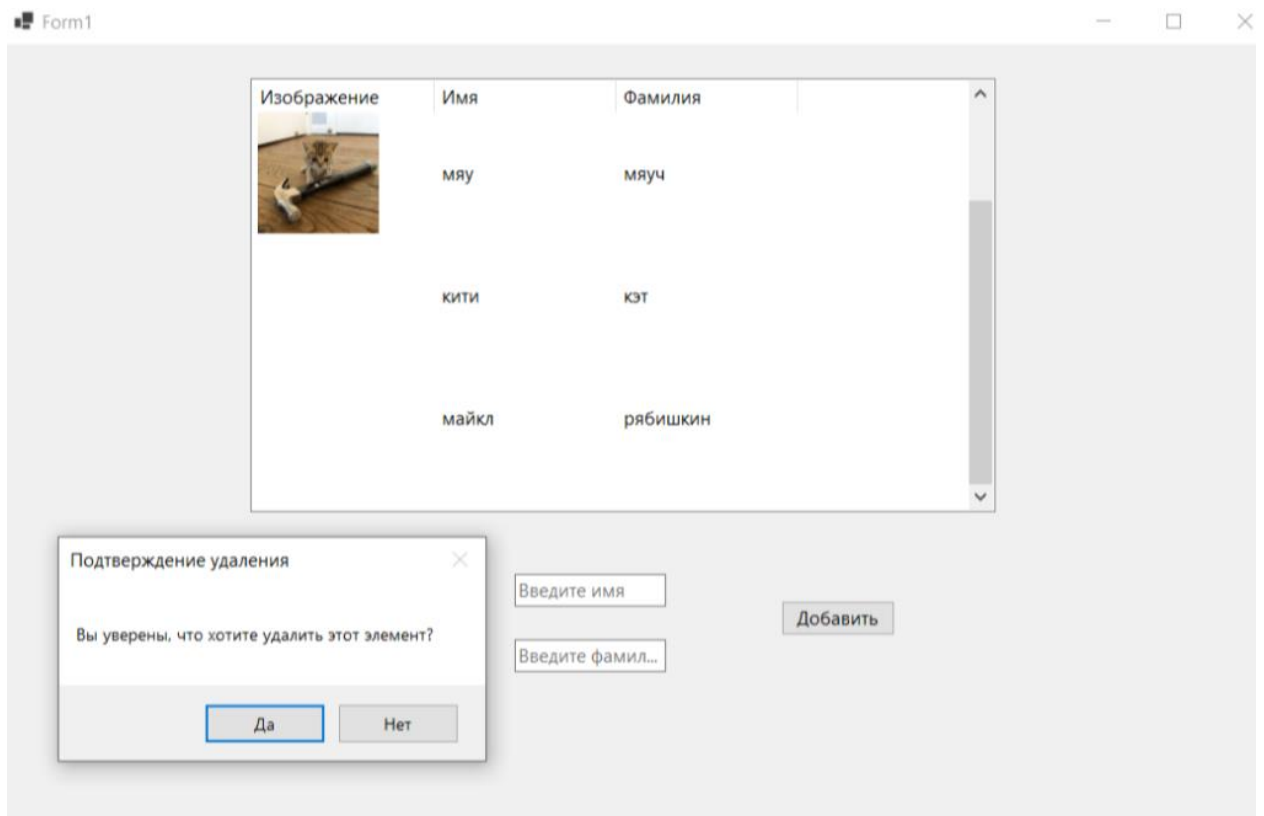 Form1
Изображение Имя Фамилия
мяу мяуч
кити кэт
майкл рябишкин
Подтверждение удаления
Вы уверены, что хотите удалить этот элемент?
Да Нет
Введите имя
Введите фамил...
Добавить